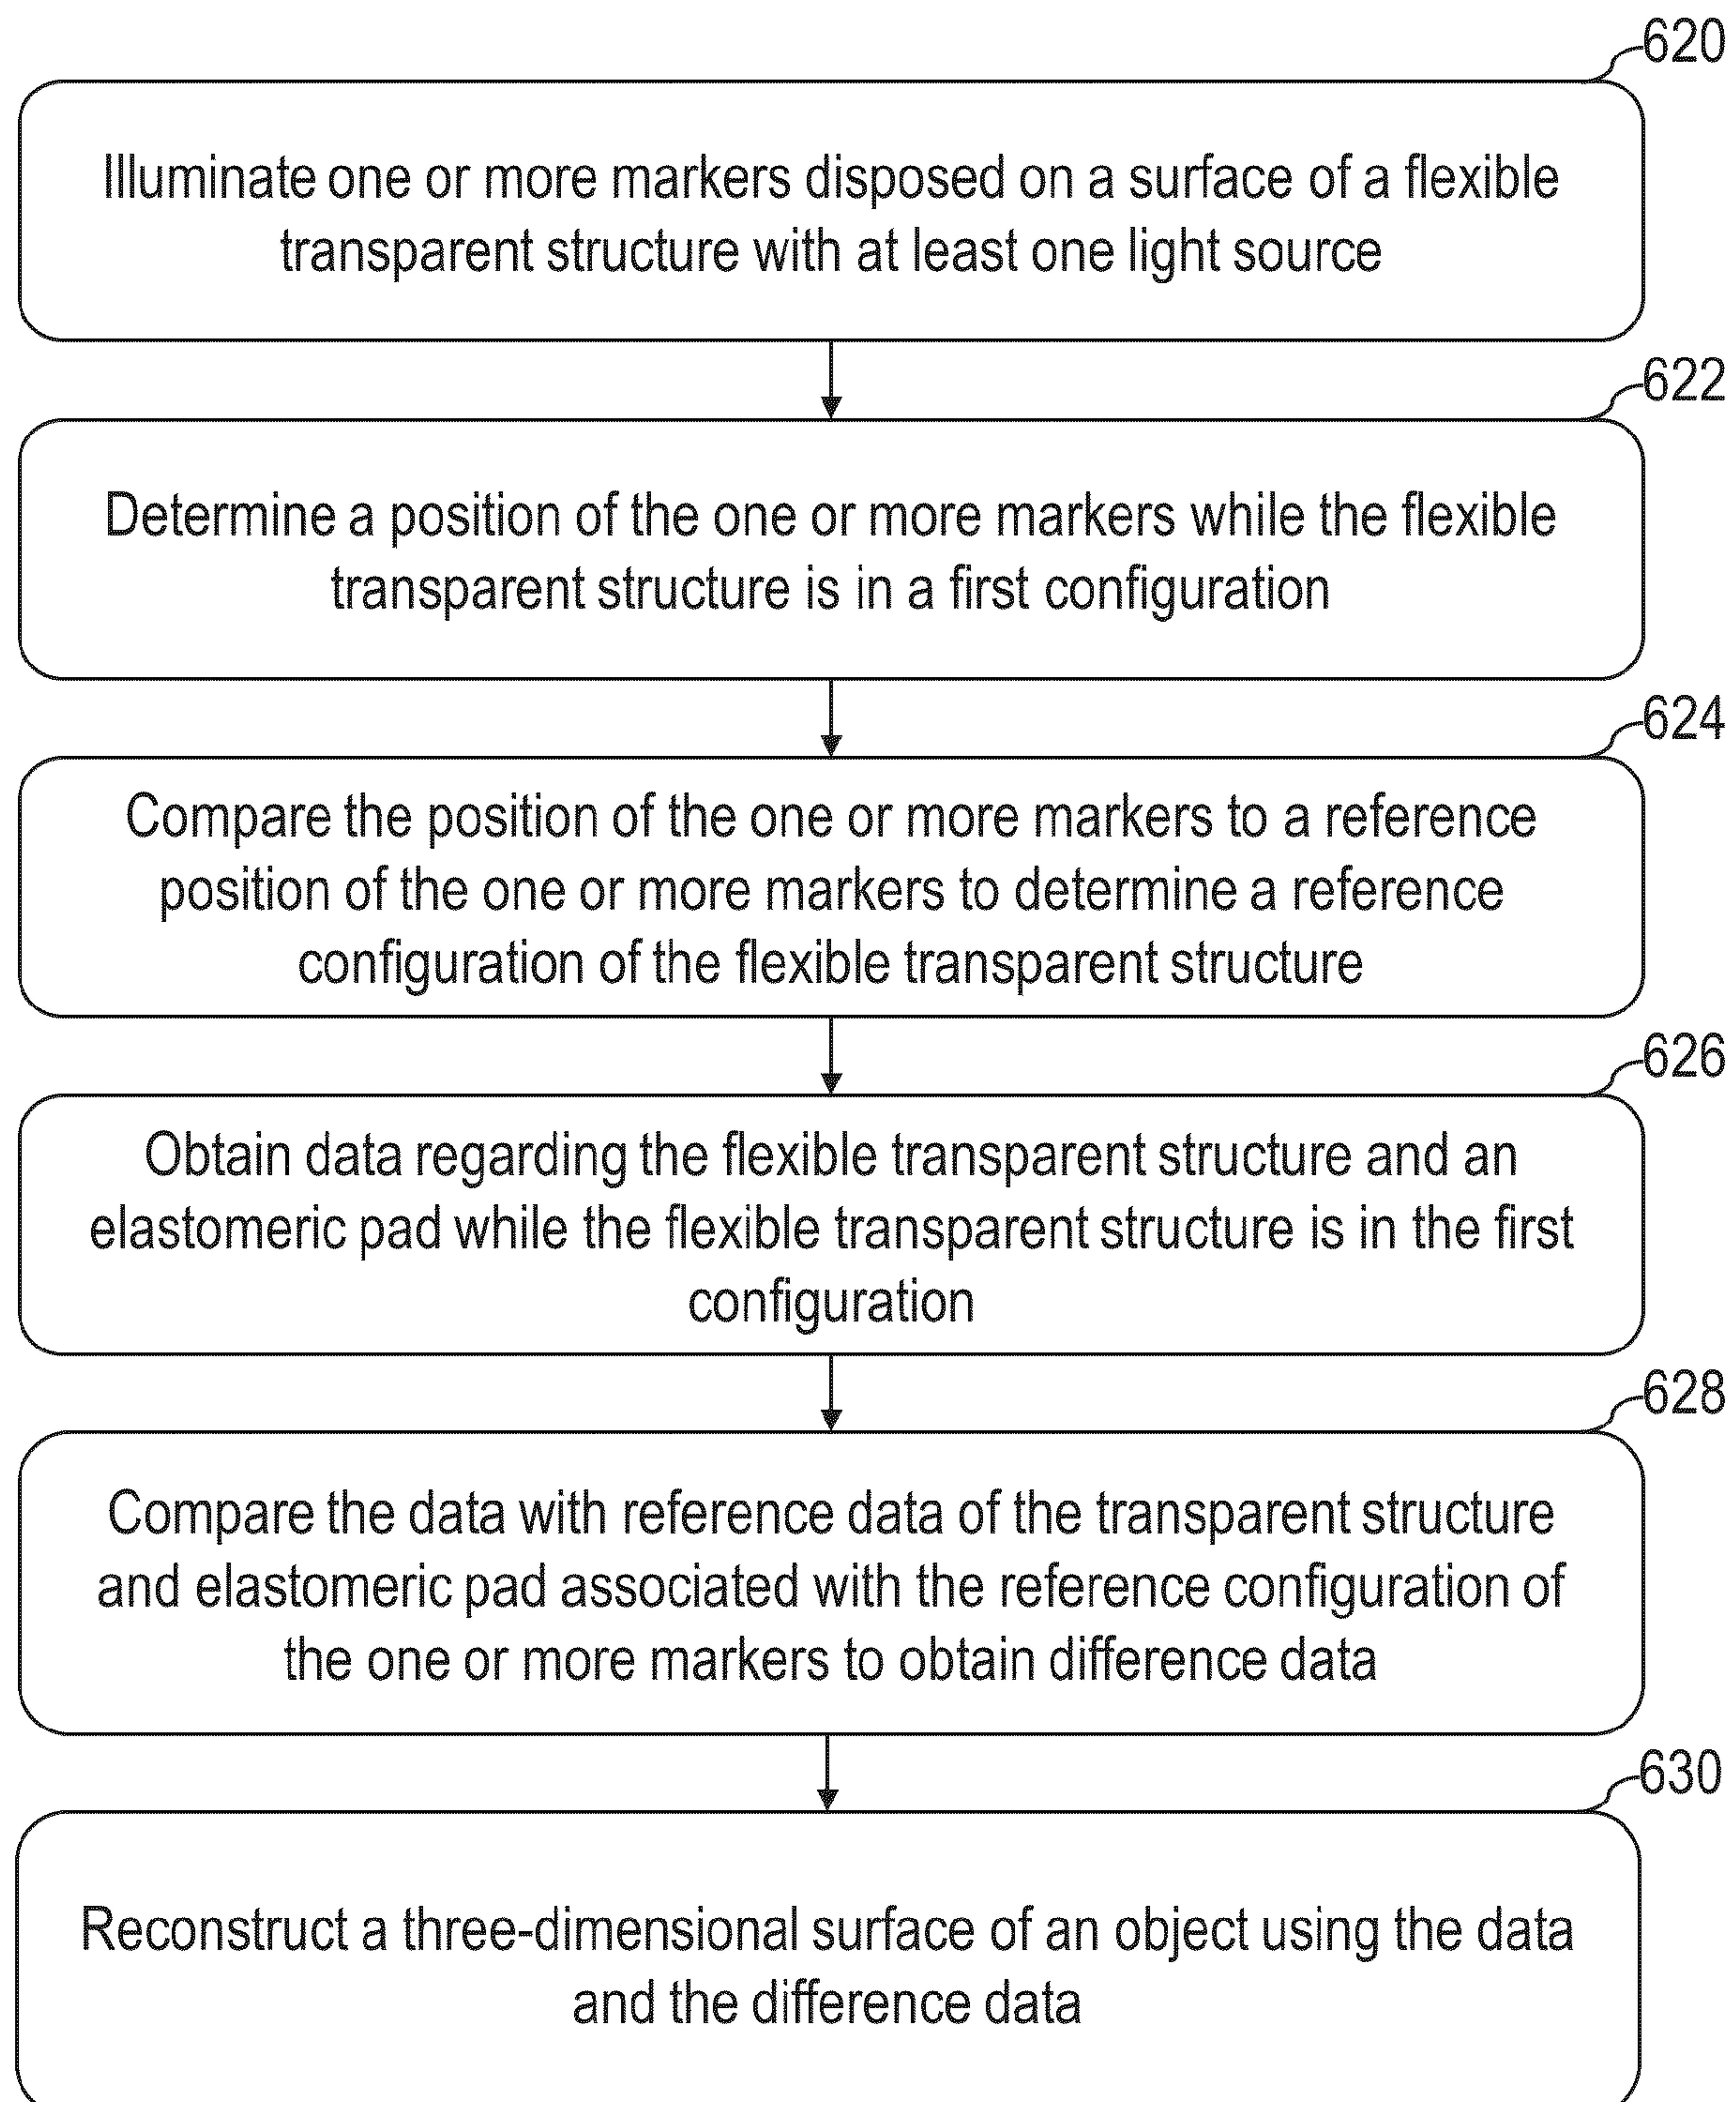 620
Illuminate one or more markers disposed on a surface of a flexible
transparent structure with at least one light source
622
Determine a position of the one or more markers while the flexible
transparent structure is in a first configuration
624
Compare the position of the one or more markers to a reference
position of the one or more markers to determine a reference
configuration of the flexible transparent structure
626
Obtain data regarding the flexible transparent structure and an
elastomeric pad while the flexible transparent structure is in the first
configuration
628
Compare the data with reference data of the transparent structure
and elastomeric pad associated with the reference configuration of
the one or more markers to obtain difference data
630
Reconstruct a three-dimensional surface of an object using the data
and the difference data